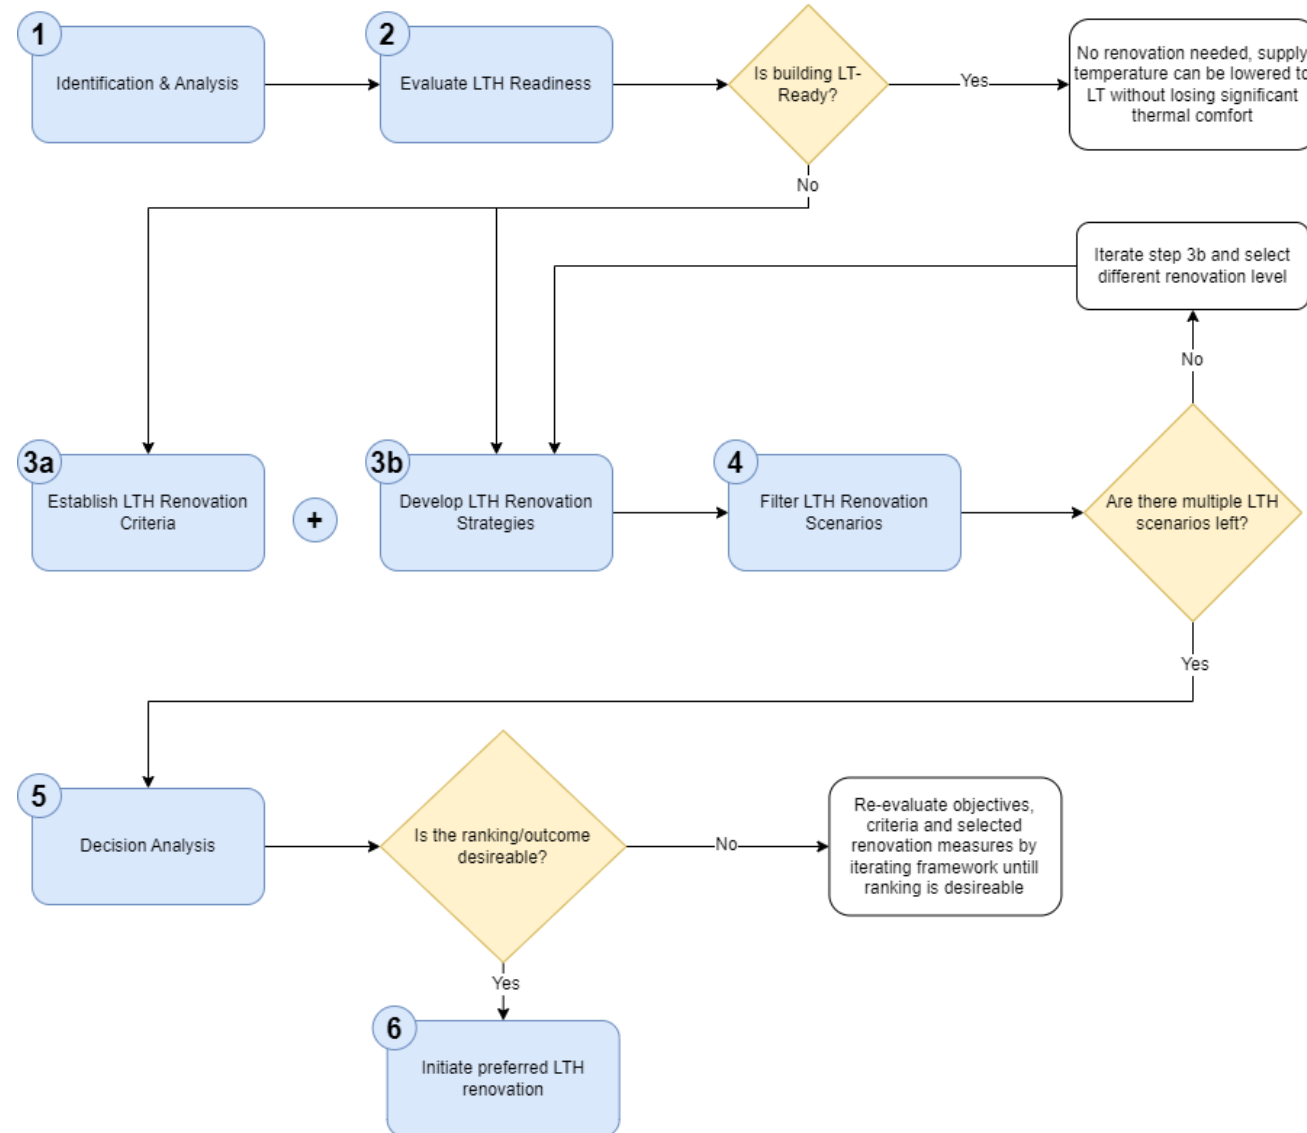 1
Identification & Analysis
2
Evaluate LTH Readiness
Is building LT-
Ready?
Yes
No renovation needed, supply
temperature can be lowered to
LT without losing significant
thermal comfort
No
Iterate step 3b and select
different renovation level
No
3a
Establish LTH Renovation
Criteria
+
3b
Develop LTH Renovation
Strategies
4
Filter LTH Renovation
Scenarios
Are there multiple LTH
scenarios left?
Yes
5
Decision Analysis
Is the ranking/outcome
desireable?
No
Re-evaluate objectives,
criteria and selected
renovation measures by
iterating framework untill
ranking is desireable
Yes
6
Initiate preferred LTH
renovation